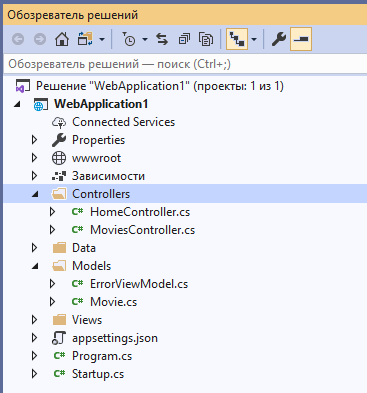 Обозреватель решений
Обозреватель решений — поиск (Ctrl+;)
Решение "WebApplication1" (проекты: 1 из 1)
WebApplication1
Connected Services
Properties
wwwroot
Зависимости
Controllers
C# HomeController.cs
C# MoviesController.cs
Data
Models
C# ErrorViewModel.cs
C# Movie.cs
Views
appsettings.json
C# Program.cs
C# Startup.cs